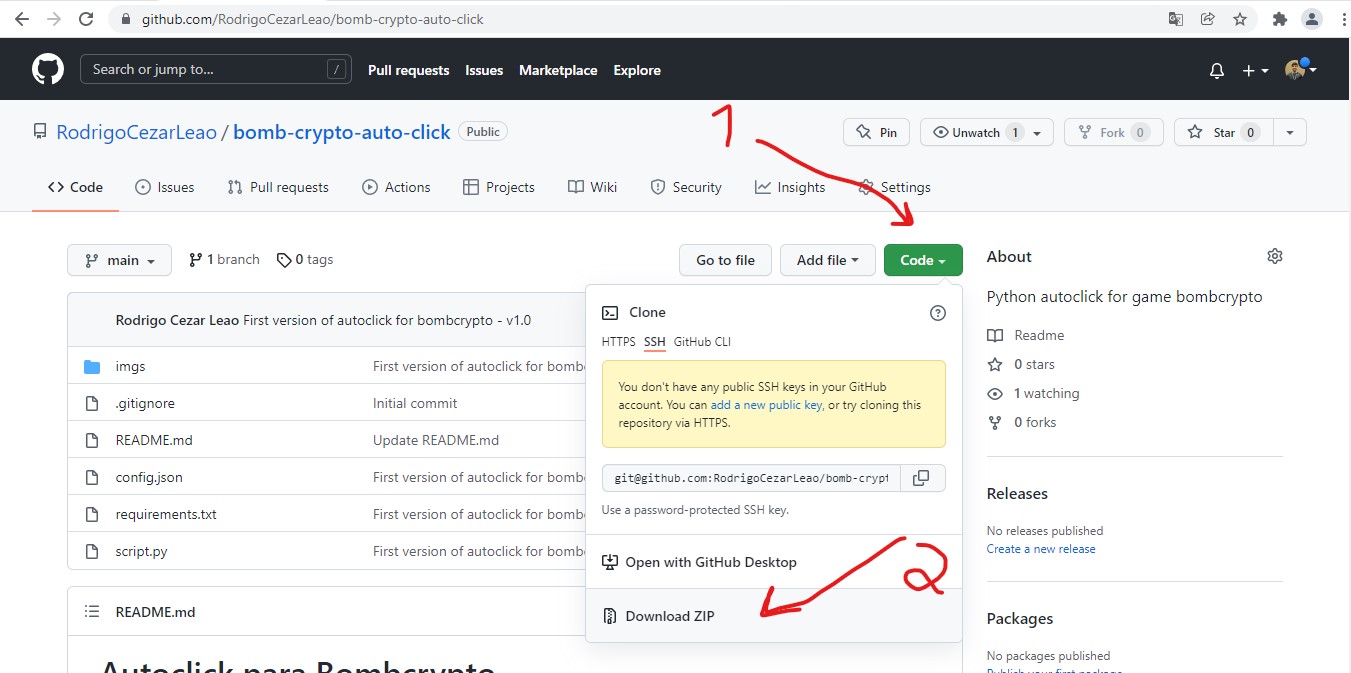 github.com/RodrigoCezarLeao/bomb-crypto-auto-click
Search or jump to... /
Pull requests Issues Marketplace Explore
RodrigoCezarLeao / bomb-crypto-auto-click Public
1
Pin
Unwatch 1
Fork 0
Star 0
Code Issues Pull requests Actions Projects Wiki Security Insights Settings
main 1 branch 0 tags
Go to file Add file Code
Rodrigo Cezar Leao First version of autoclick for bombcrypto - v1.0
imgs First version of autoclick for bombc
.gitignore Initial commit
README.md Update README.md
config.json First version of autoclick for bombc
requirements.txt First version of autoclick for bombc
script.py First version of autoclick for bombc
README.md
Autoclick para Bombcrypto
Clone
HTTPS SSH GitHub CLI
You don't have any public SSH keys in your GitHub
account. You can add a new public key, or try cloning this
repository via HTTPS.
git@github.com:RodrigoCezarLeao/bomb-crypt
Use a password-protected SSH key.
Open with GitHub Desktop
2
Download ZIP
About
Python autoclick for game bombcrypto
Readme
0 stars
1 watching
0 forks
Releases
No releases published
Create a new release
Packages
No packages published
Publish your first package